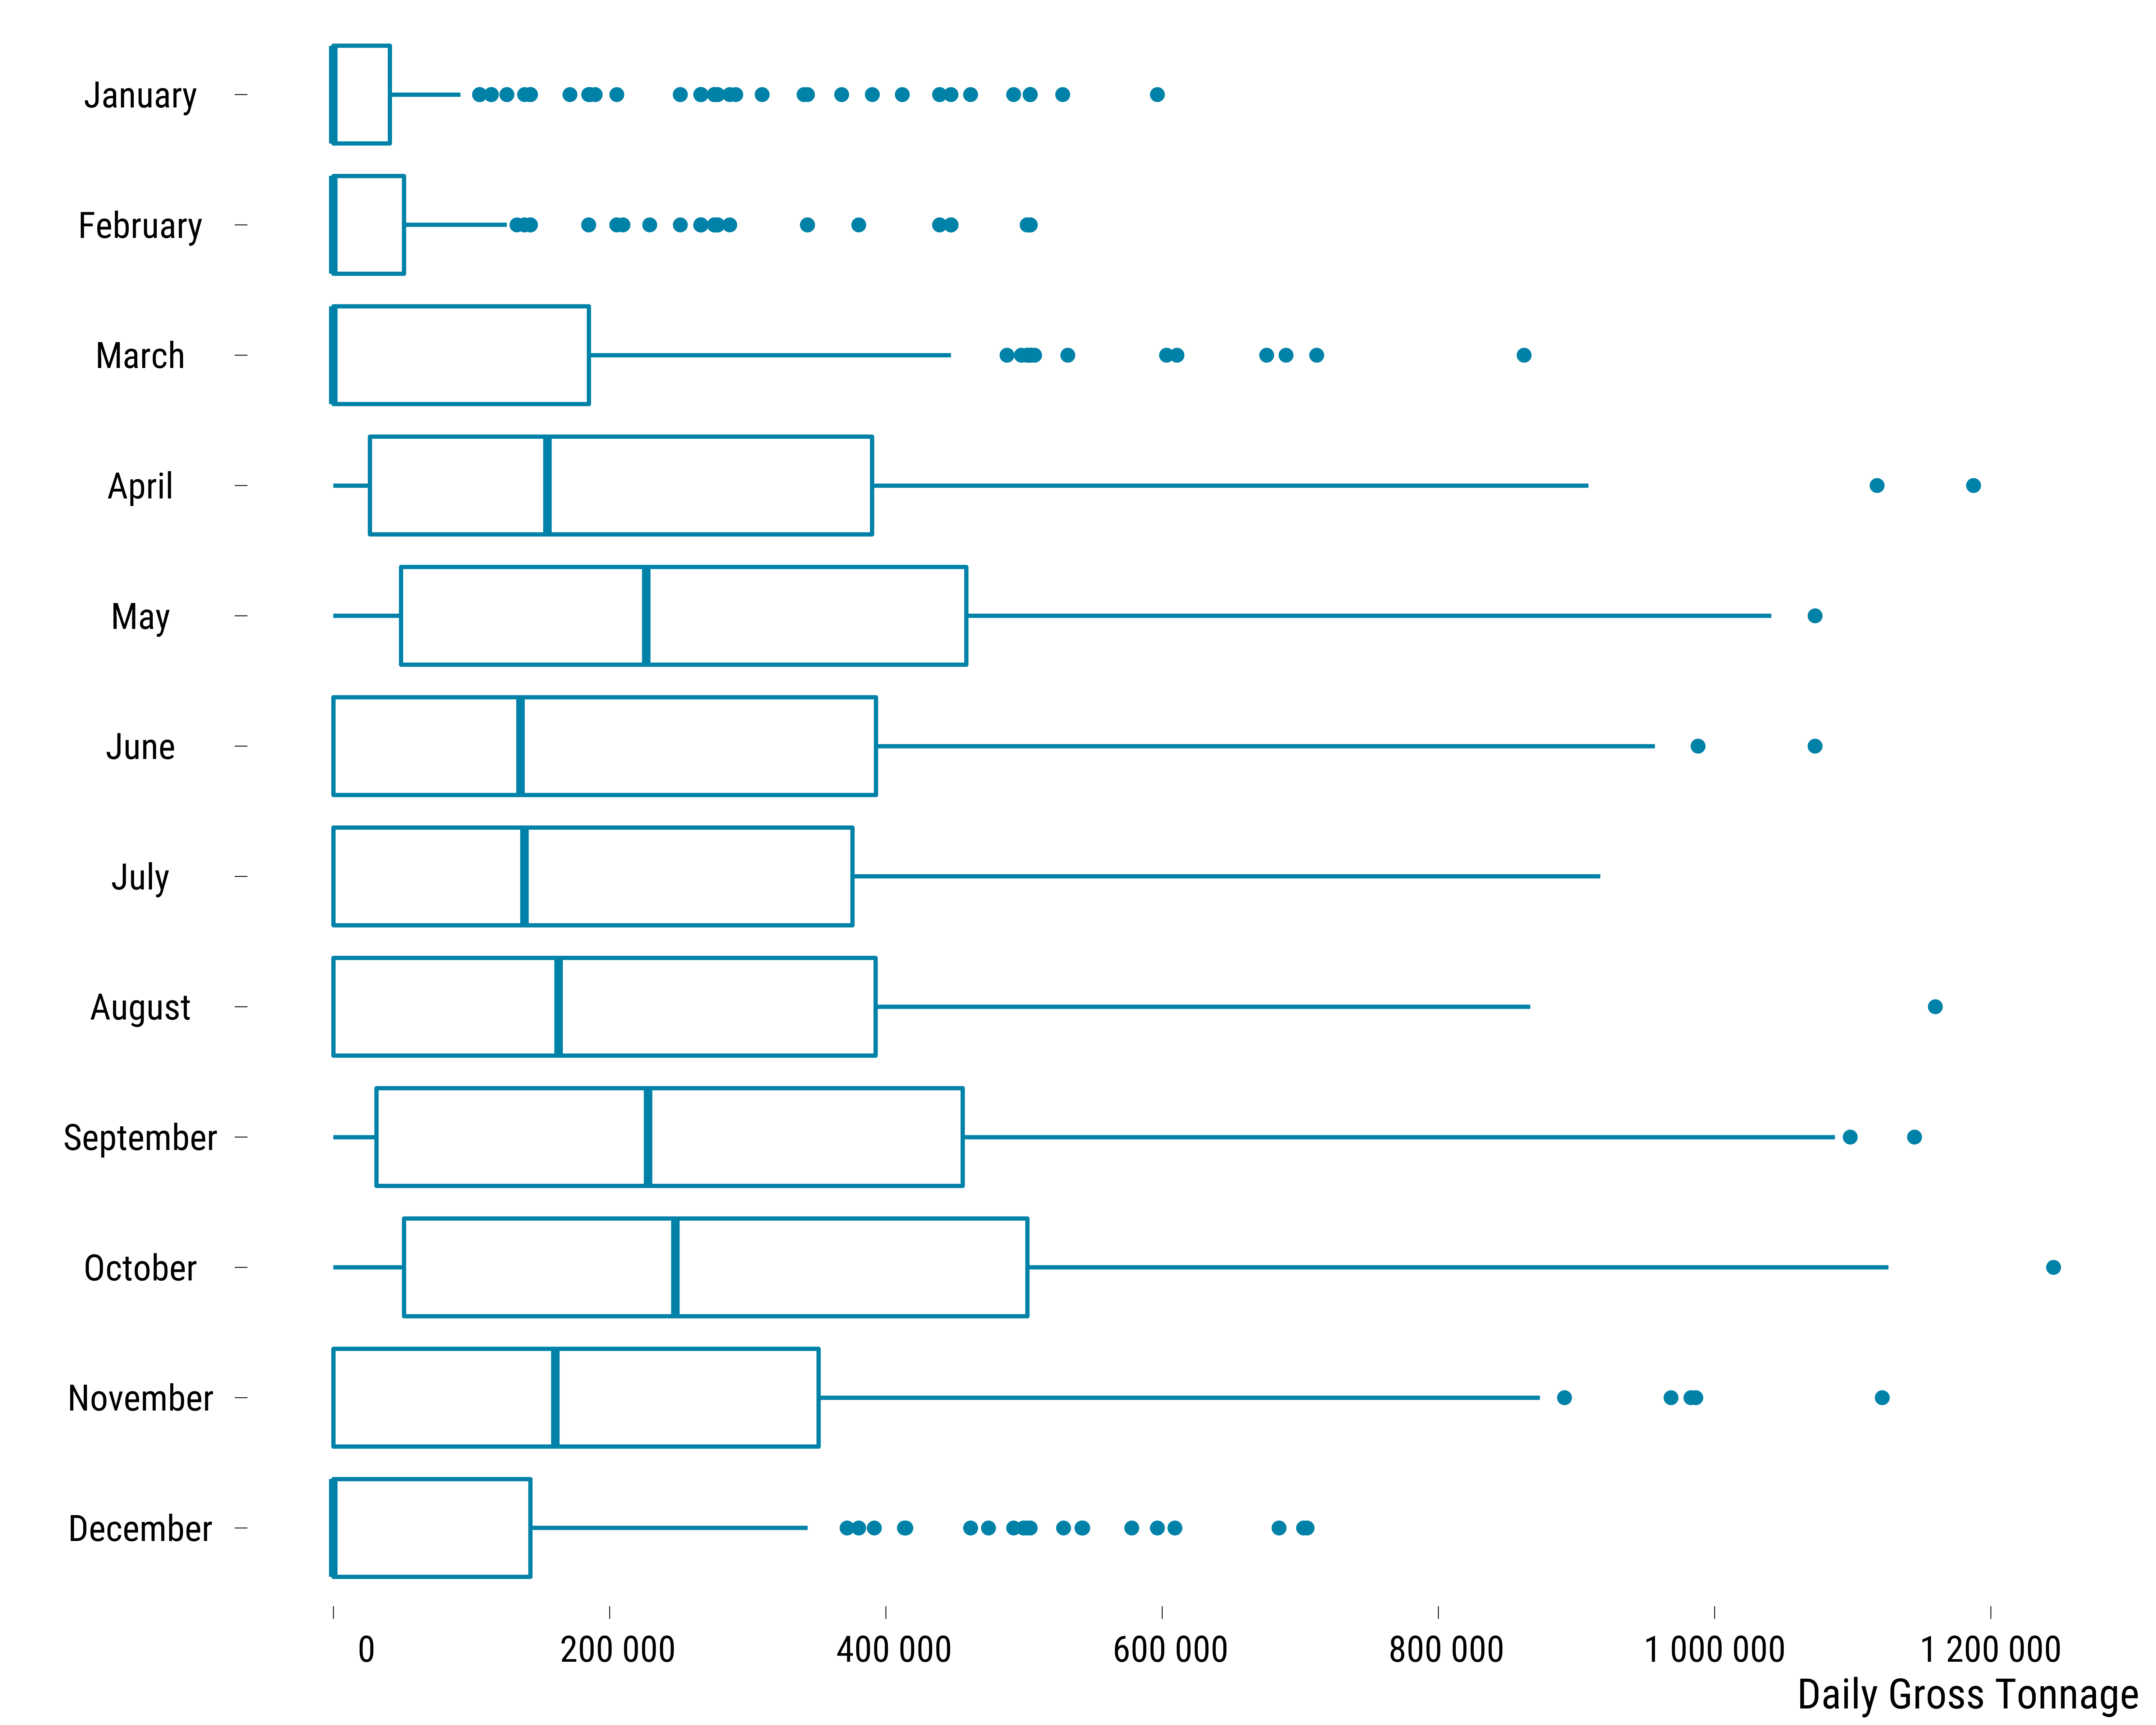 January
February
March
April
May
June
July
August
September
October
November
December
0 200 000 400 000 600 000 800 000 1 000 000 1 200 000
Daily Gross Tonnage